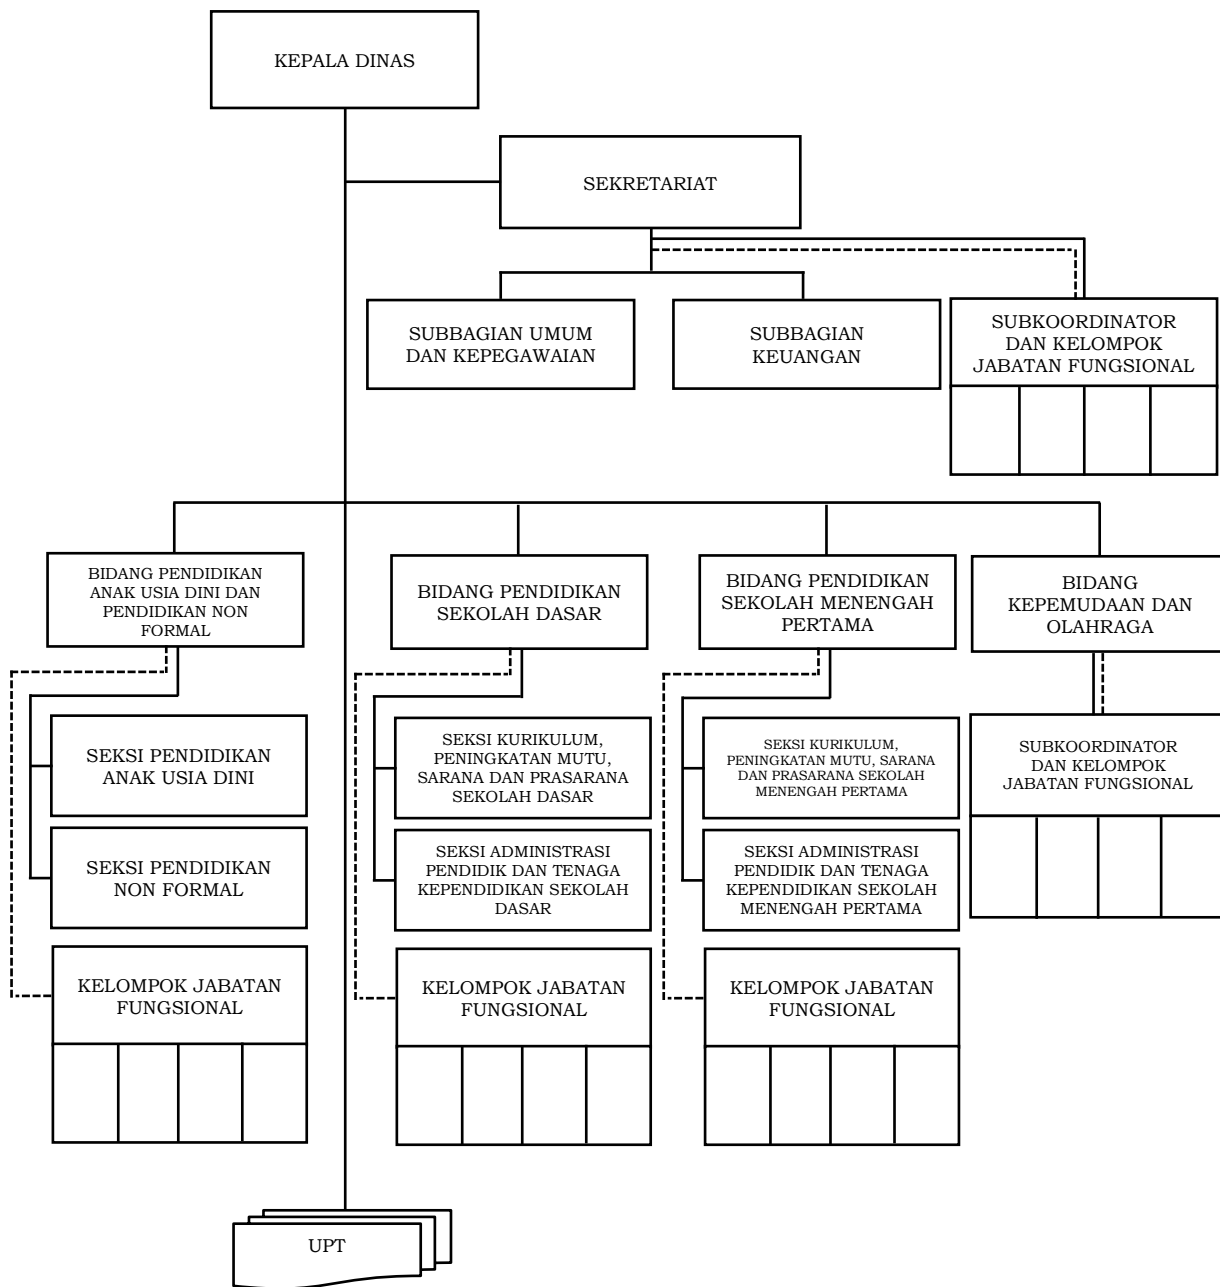 KEPALA DINAS
SEKRETARIAT
SUBBAGIAN UMUM
DAN KEPEGAWAIAN
SUBBAGIAN
KEUANGAN
SUBKOORDINATOR
DAN KELOMPOK
JABATAN FUNGSIONAL
BIDANG PENDIDIKAN
ANAK USIA DINI DAN
PENDIDIKAN NON
FORMAL
BIDANG PENDIDIKAN
SEKOLAH DASAR
BIDANG PENDIDIKAN
SEKOLAH MENENGAH
PERTAMA
BIDANG
KEPEMUDAAN DAN
OLAHRAGA
SEKSI PENDIDIKAN
ANAK USIA DINI
SEKSI KURIKULUM,
PENINGKATAN MUTU,
SARANA DAN PRASARANA
SEKOLAH DASAR
SEKSI KURIKULUM,
PENINGKATAN MUTU, SARANA
DAN PRASARANA SEKOLAH
MENENGAH PERTAMA
SUBKOORDINATOR
DAN KELOMPOK
JABATAN FUNGSIONAL
SEKSI PENDIDIKAN
NON FORMAL
SEKSI ADMINISTRASI
PENDIDIK DAN TENAGA
KEPENDIDIKAN SEKOLAH
DASAR
SEKSI ADMINISTRASI
PENDIDIK DAN TENAGA
KEPENDIDIKAN SEKOLAH
MENENGAH PERTAMA
KELOMPOK JABATAN
FUNGSIONAL
KELOMPOK JABATAN
FUNGSIONAL
KELOMPOK JABATAN
FUNGSIONAL
UPT